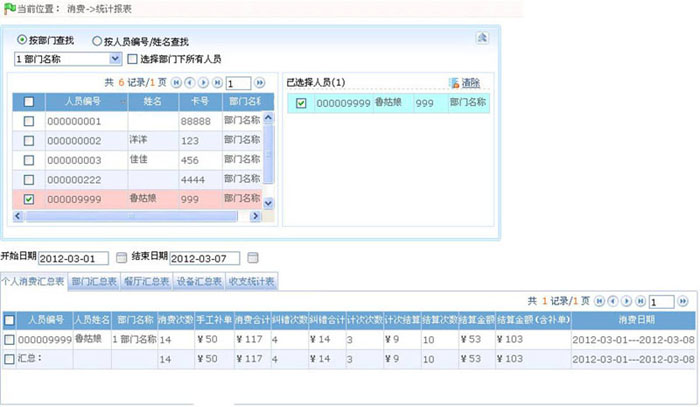 当前位置： 消费->统计报表
按部门查找 按人员编号/姓名查找
1 部门名称 选择部门下所有人员
共 6 记录/1 页 1
人员编号 姓名 卡号 部门名称
000000001 88888 部门名称
000000002 洋洋 123 部门名称
000000003 佳佳 456 部门名称
000000222 4444 部门名称
000009999 鲁姑娘 999 部门名称
已选择人员(1) 清除
000009999 鲁姑娘 999 部门名称
开始日期 2012-03-01 结束日期 2012-03-07
个人消费汇总表 部门汇总表 餐厅汇总表 设备汇总表 收支统计表
共 1 记录/1 页 1
人员编号 人员姓名 部门名称 消费次数 手工补单 消费合计 纠错次数 纠错合计 计次次数 计次结算 结算次数 结算金额 结算金额(含补单) 消费日期
000009999 鲁姑娘 1 部门名称 14 ¥ 50 ¥ 117 4 ¥ 14 3 ¥ 9 10 ¥ 53 ¥ 103 2012-03-01---2012-03-08
汇总： 14 ¥ 50 ¥ 117 4 ¥ 14 3 ¥ 9 10 ¥ 53 ¥ 103 2012-03-01---2012-03-08